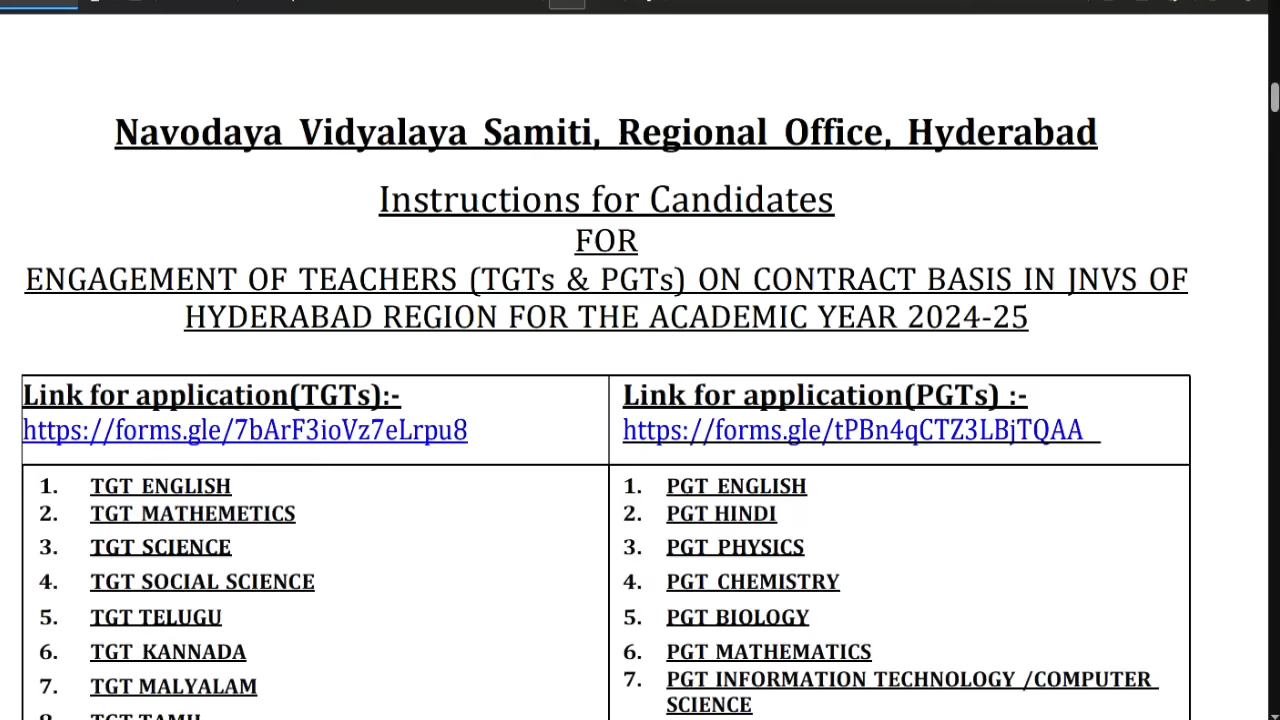 Navodaya Vidyalaya Samiti, Regional Office, Hyderabad
Instructions for Candidates
FOR
ENGAGEMENT OF TEACHERS (TGTs & PGTs) ON CONTRACT BASIS IN JNVS OF
HYDERABAD REGION FOR THE ACADEMIC YEAR 2024-25
Link for application(TGTs):-
https://forms.gle/7bArF3ioVz7eLrpu8
1. TGT ENGLISH
2. TGT MATHEMETICS
3. TGT SCIENCE
4. TGT SOCIAL SCIENCE
5. TGT TELUGU
6. TGT KANNADA
7. TGT MALYALAM
8. TGT TAMIL
Link for application(PGTs) :-
https://forms.gle/tPBn4qCTZ3LBjTQAA
1. PGT ENGLISH
2. PGT HINDI
3. PGT PHYSICS
4. PGT CHEMISTRY
5. PGT BIOLOGY
6. PGT MATHEMATICS
7. PGT INFORMATION TECHNOLOGY /COMPUTER
SCIENCE